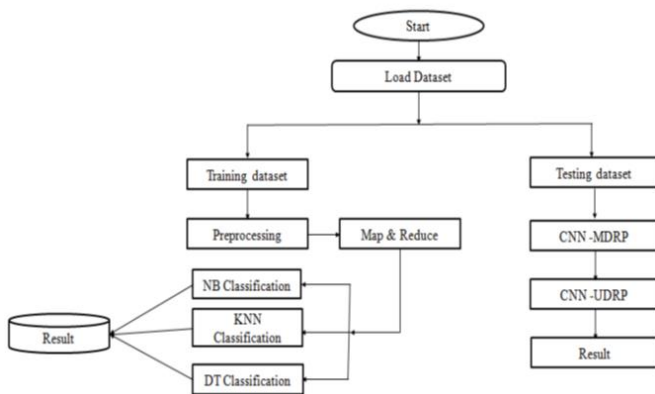 Start
Load Dataset
Training dataset
Testing dataset
Preprocessing
Map & Reduce
CNN -MDRP
NB Classification
CNN -UDRP
KNN
Classification
Result
Result
DT Classification